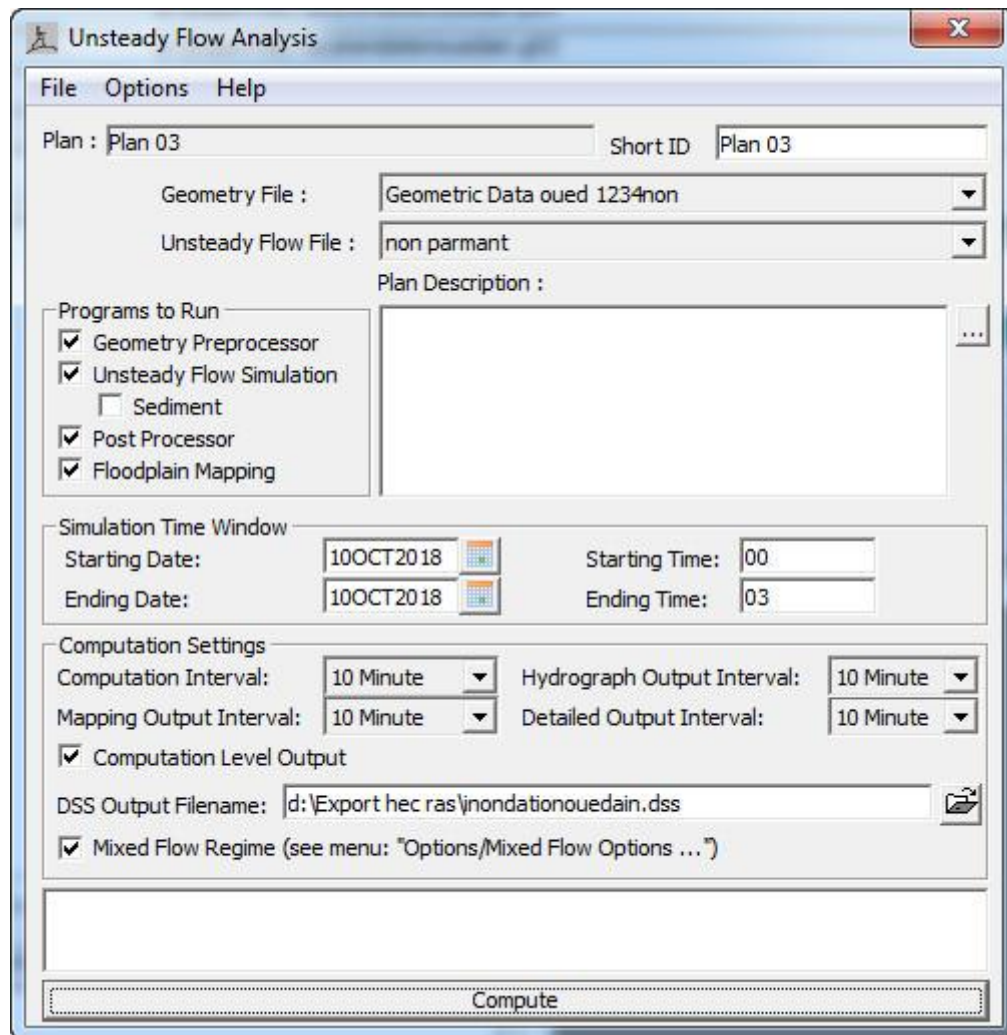 Unsteady Flow Analysis
File Options Help
Plan : Plan 03 Short ID Plan 03
Geometry File : Geometric Data oued 1234non
Unsteady Flow File : non parmant
Plan Description :
Programs to Run
Geometry Preprocessor
...
Unsteady Flow Simulation
Sediment
Post Processor
Floodplain Mapping
Simulation Time Window
Starting Date: 10OCT2018 Starting Time: 00
Ending Date: 10OCT2018 Ending Time: 03
Computation Settings
Computation Interval: 10 Minute Hydrograph Output Interval: 10 Minute
Mapping Output Interval: 10 Minute Detailed Output Interval: 10 Minute
Computation Level Output
DSS Output Filename: d:\Export hec ras\inondationouedain.dss
Mixed Flow Regime (see menu: "Options/Mixed Flow Options ...")
Compute